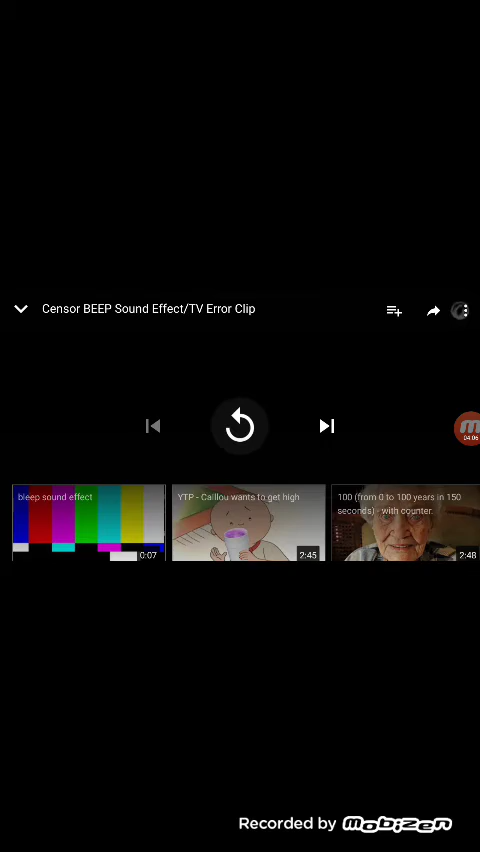 Censor BEEP Sound Effect/TV Error Clip
04:06
bleep sound effect
0:07
YTP - Caillou wants to get high
2:45
100 (from 0 to 100 years in 150
seconds) - with counter.
2:48
Recorded by mobizen